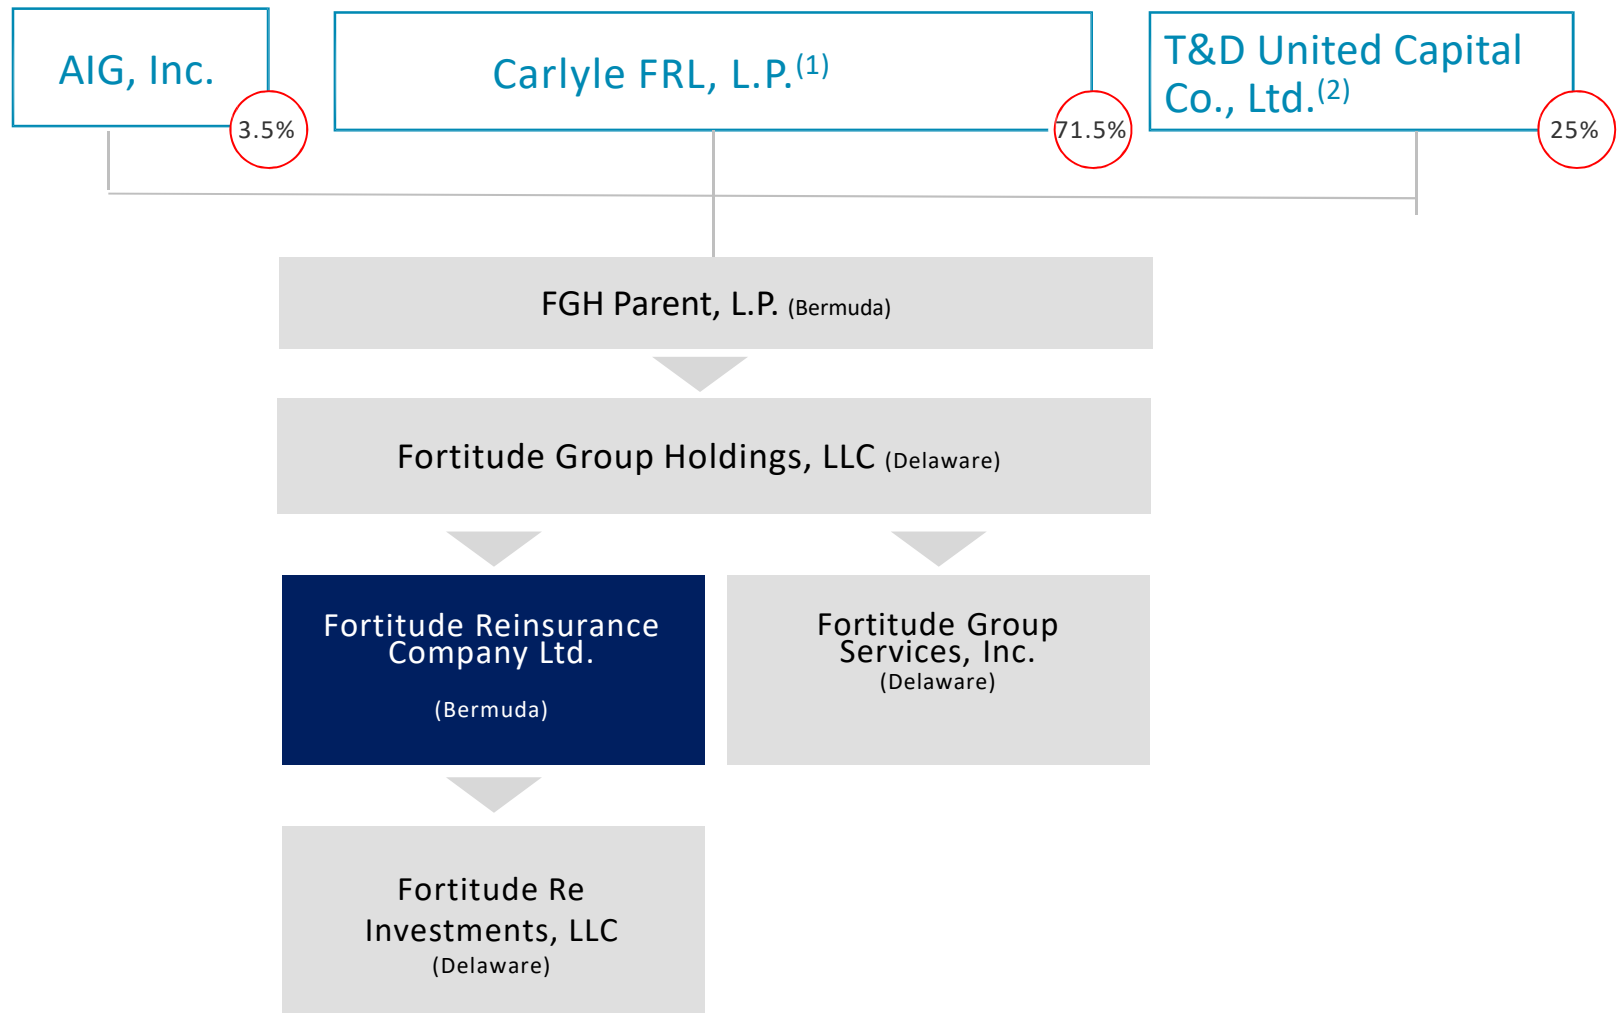 AIG, Inc.
3.5%
Carlyle FRL, L.P.(1)
71.5%
T&D United Capital
Co., Ltd.(2)
25%
FGH Parent, L.P. (Bermuda)
Fortitude Group Holdings, LLC (Delaware)
Fortitude Reinsurance
Company Ltd.
(Bermuda)
Fortitude Group
Services, Inc.
(Delaware)
Fortitude Re
Investments, LLC
(Delaware)